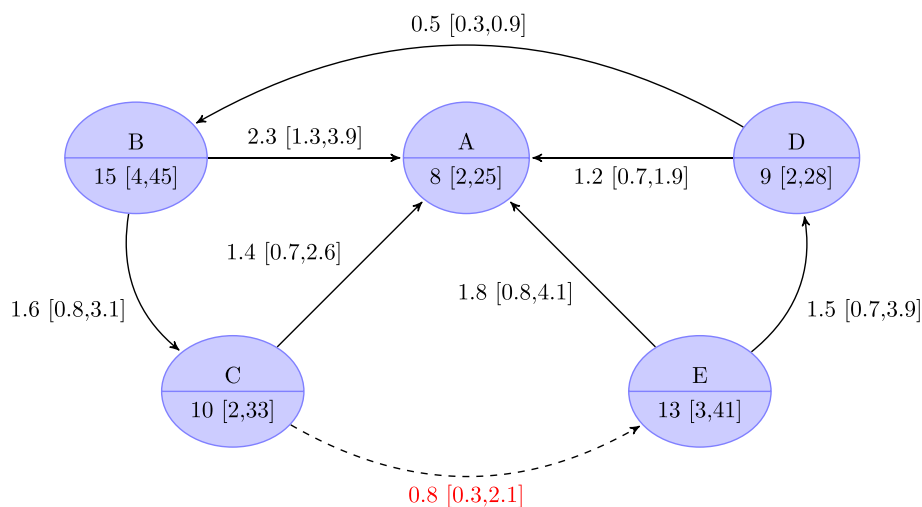 0.5 [0.3,0.9]
B
15 [4,45]
2.3 [1.3,3.9]
A
8 [2,25]
1.2 [0.7,1.9]
D
9 [2,28]
1.4 [0.7,2.6]
1.8 [0.8,4.1]
1.6 [0.8,3.1]
1.5 [0.7,3.9]
C
10 [2,33]
E
13 [3,41]
0.8 [0.3,2.1]